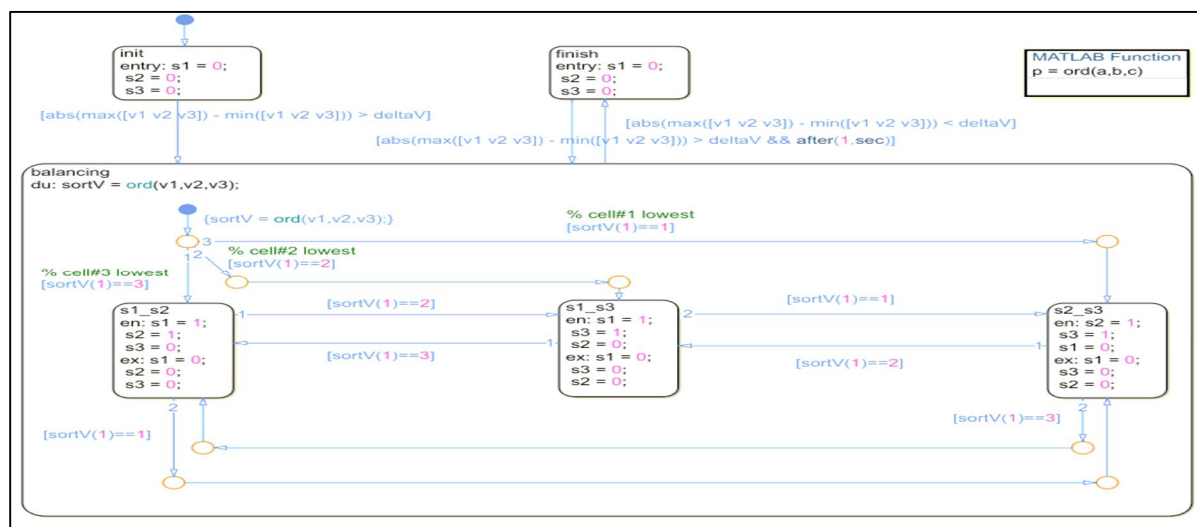 init
entry: s1 = 0;
s2 = 0;
s3 = 0;
finish
entry: s1 = 0;
s2 = 0;
s3 = 0;
MATLAB Function
p = ord(a,b,c)
[abs(max([v1 v2 v3]) - min([v1 v2 v3])) > deltaV]
[abs(max([v1 v2 v3]) - min([v1 v2 v3])) < deltaV]
[abs(max([v1 v2 v3]) - min([v1 v2 v3])) > deltaV && after(1,sec)]
balancing
du: sortV = ord(v1,v2,v3);
{sortV = ord(v1,v2,v3);}
% cell#1 lowest
[sortV(1)==1]
3
1
2
% cell#2 lowest
[sortV(1)==2]
% cell#3 lowest
[sortV(1)==3]
s1_s2
en: s1 = 1;
s2 = 1;
s3 = 0;
ex: s1 = 0;
s2 = 0;
s3 = 0;
1
[sortV(1)==2]
1
[sortV(1)==3]
s1_s3
en: s1 = 1;
s3 = 1;
s2 = 0;
ex: s1 = 0;
s3 = 0;
s2 = 0;
2
[sortV(1)==1]
1
[sortV(1)==2]
s2_s3
en: s2 = 1;
s3 = 1;
s1 = 0;
ex: s1 = 0;
s3 = 0;
s2 = 0;
2
[sortV(1)==1]
2
[sortV(1)==3]